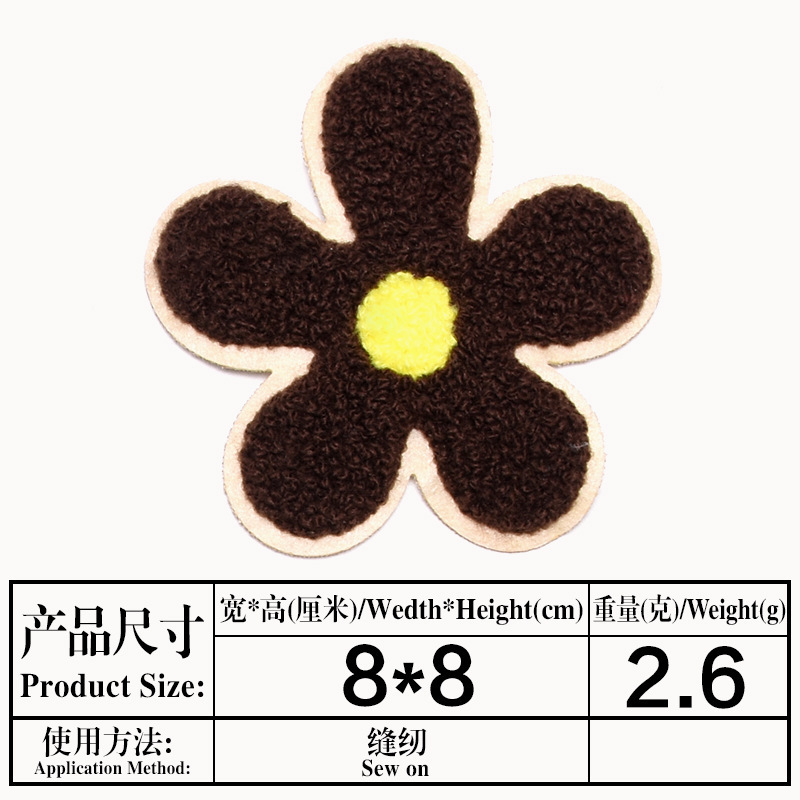 产品尺寸
Product Size:
宽*高(厘米)/Wedth*Height(cm)
重量(克)/Weight(g)
8*8
2.6
使用方法:
Application Method:
缝纫
Sew on